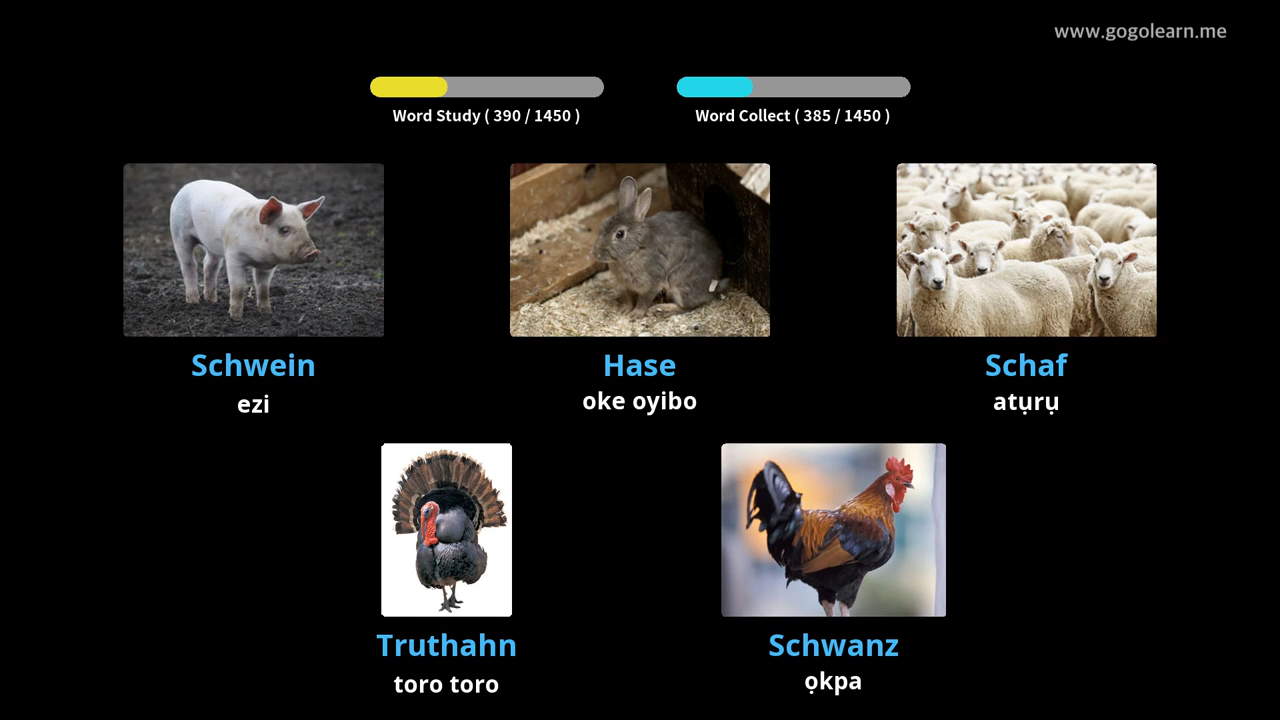 www.gogolearn.me
Word Study ( 390 / 1450 )
Word Collect ( 385 / 1450 )
Schwein
ezi
Hase
oke oyibo
Schaf
atụrụ
Truthahn
toro toro
Schwanz
ọkpa